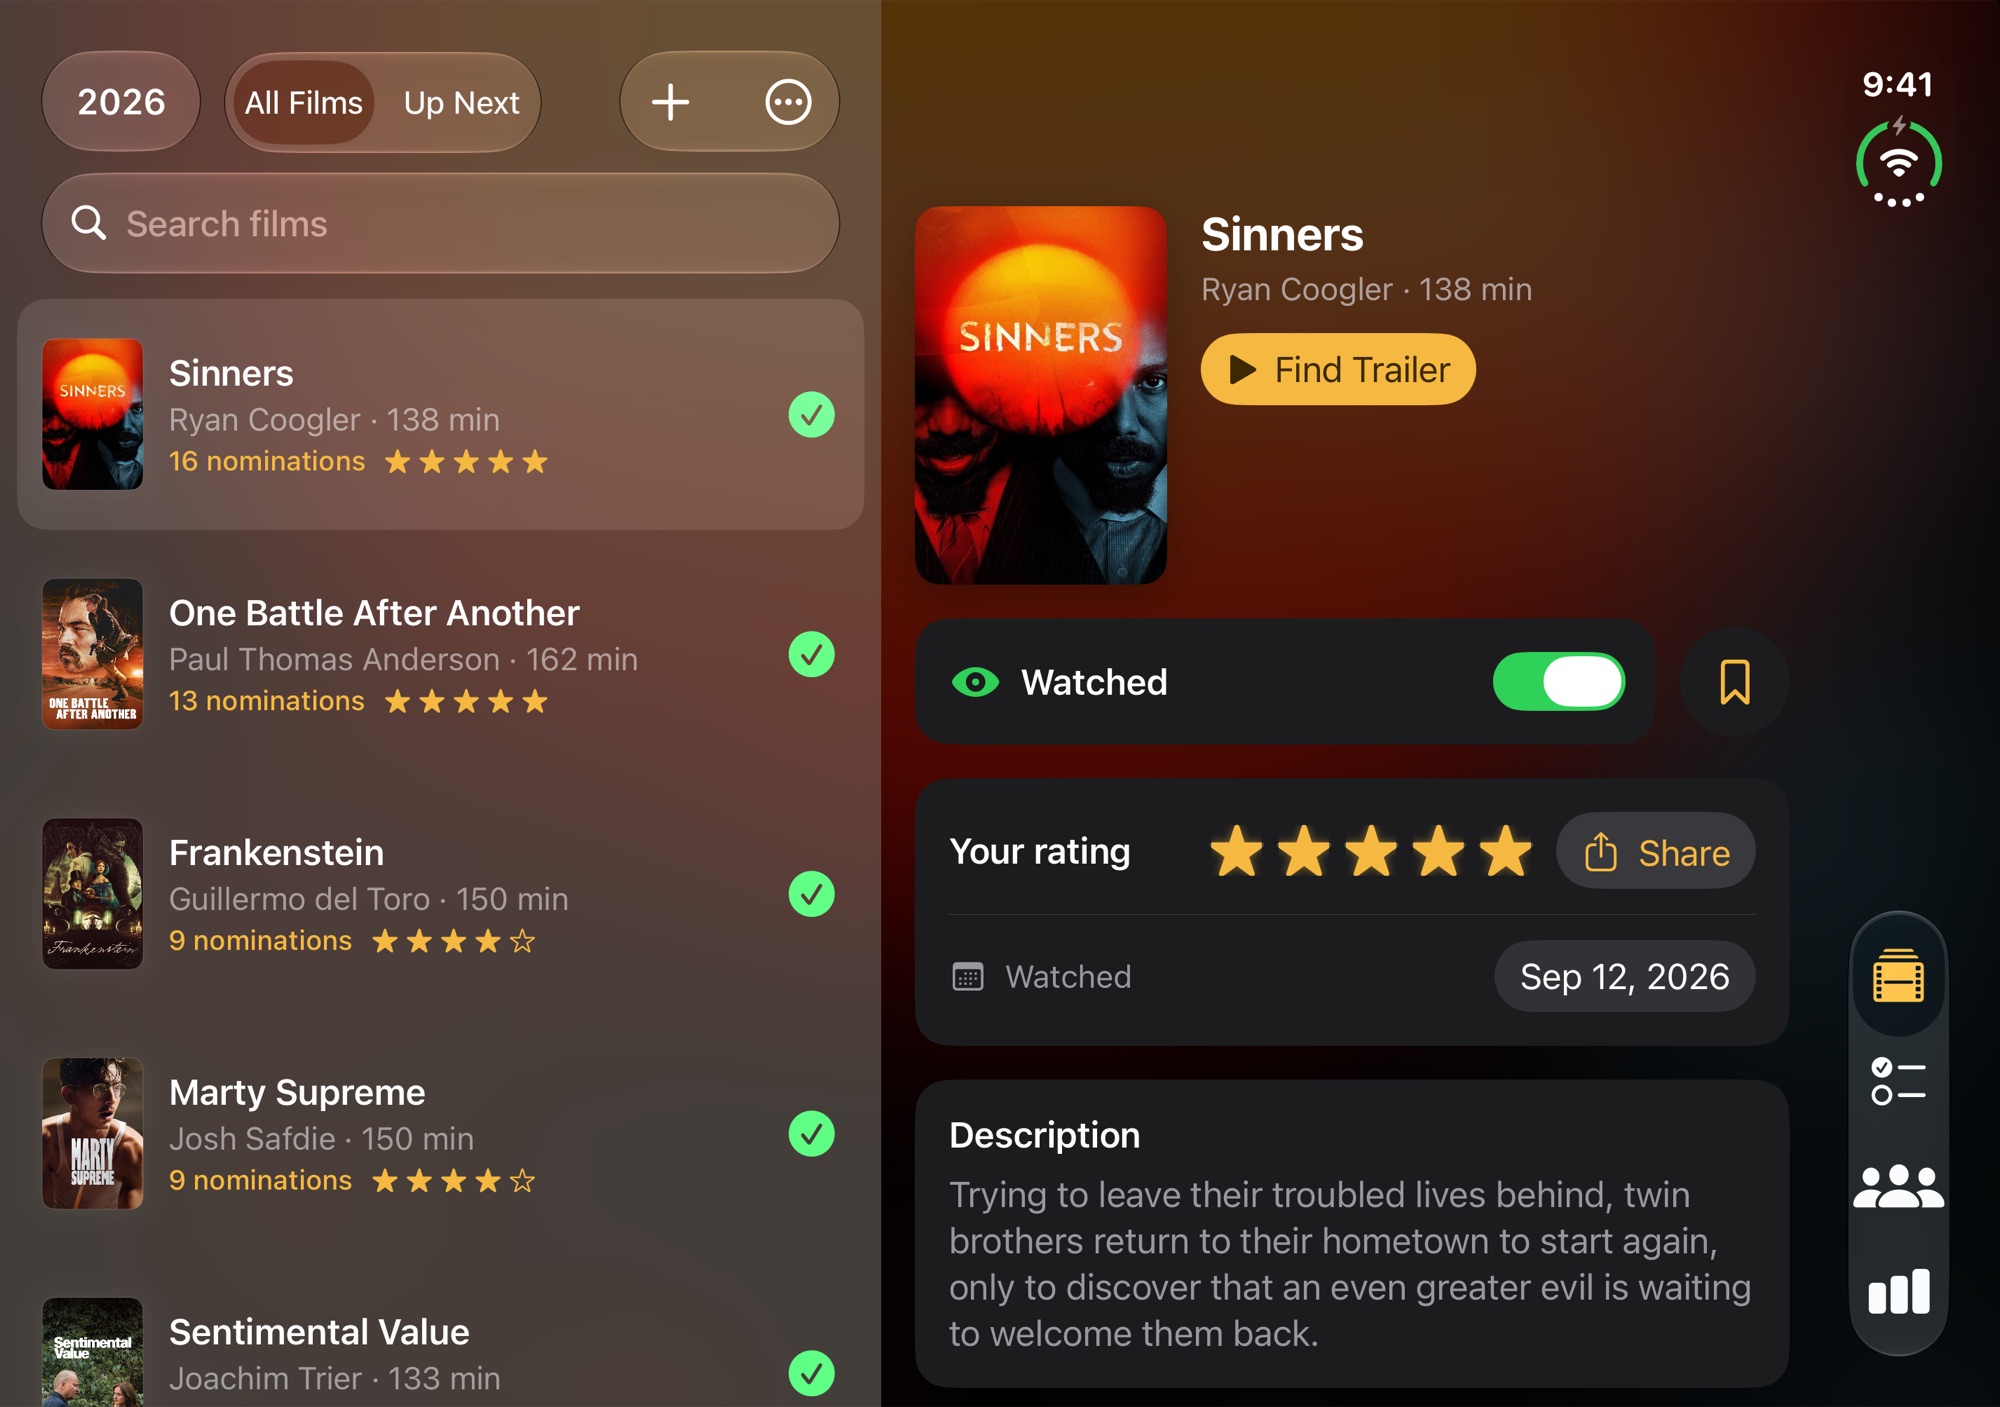 2026
All Films
Up Next
Search films
SINNERS
Sinners
Ryan Coogler · 138 min
16 nominations
ONE BATTLE
AFTER ANOTHER
One Battle After Another
Paul Thomas Anderson · 162 min
13 nominations
Frankenstein
Frankenstein
Guillermo del Toro · 150 min
9 nominations
MARTY
SUPREME
Marty Supreme
Josh Safdie · 150 min
9 nominations
Sentimental
Value
Sentimental Value
Joachim Trier · 133 min
9:41
SINNERS
Sinners
Ryan Coogler · 138 min
Find Trailer
Watched
Your rating
Share
Watched
Sep 12, 2026
Description
Trying to leave their troubled lives behind, twin
brothers return to their hometown to start again,
only to discover that an even greater evil is waiting
to welcome them back.